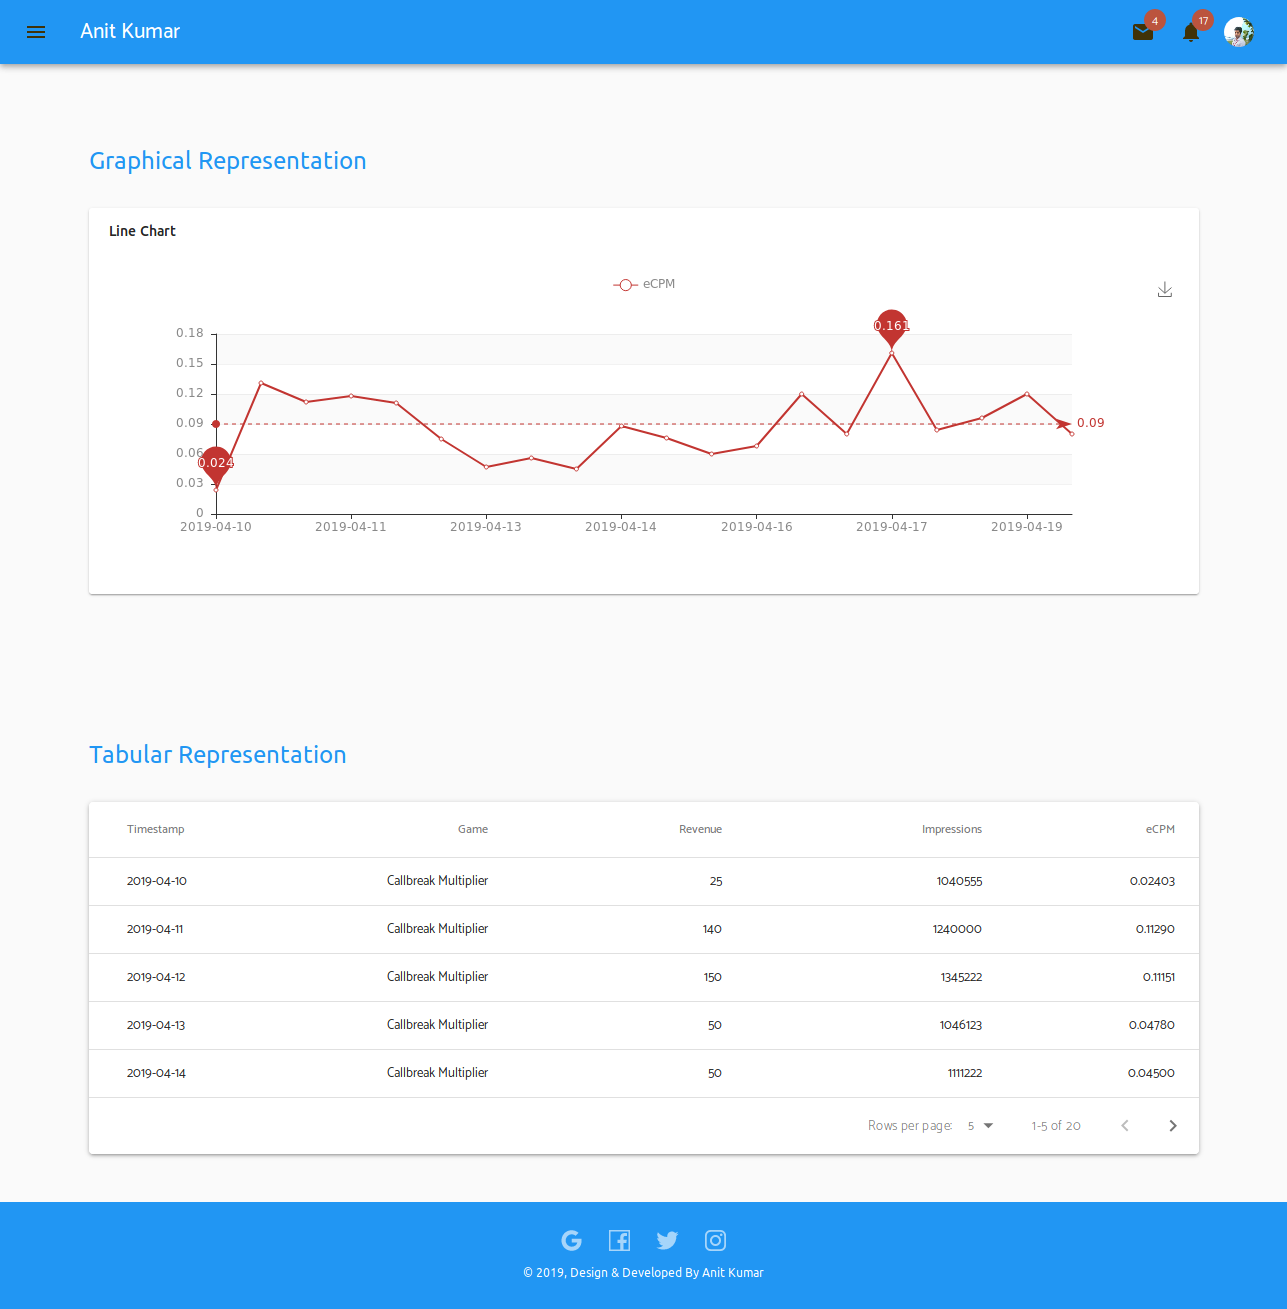 Anit Kumar
4
17
Graphical Representation
Line Chart
eCPM
0.18
0.161
0.15
0.12
0.09
0.09
0.06
0.024
0.03
0
2019-04-10 2019-04-11 2019-04-13 2019-04-14 2019-04-16 2019-04-17 2019-04-19
Tabular Representation
Timestamp Game Revenue Impressions eCPM
2019-04-10 Callbreak Multiplier 25 1040555 0.02403
2019-04-11 Callbreak Multiplier 140 1240000 0.11290
2019-04-12 Callbreak Multiplier 150 1345222 0.11151
2019-04-13 Callbreak Multiplier 50 1046123 0.04780
2019-04-14 Callbreak Multiplier 50 1111222 0.04500
Rows per page: 5 1-5 of 20
© 2019, Design & Developed By Anit Kumar